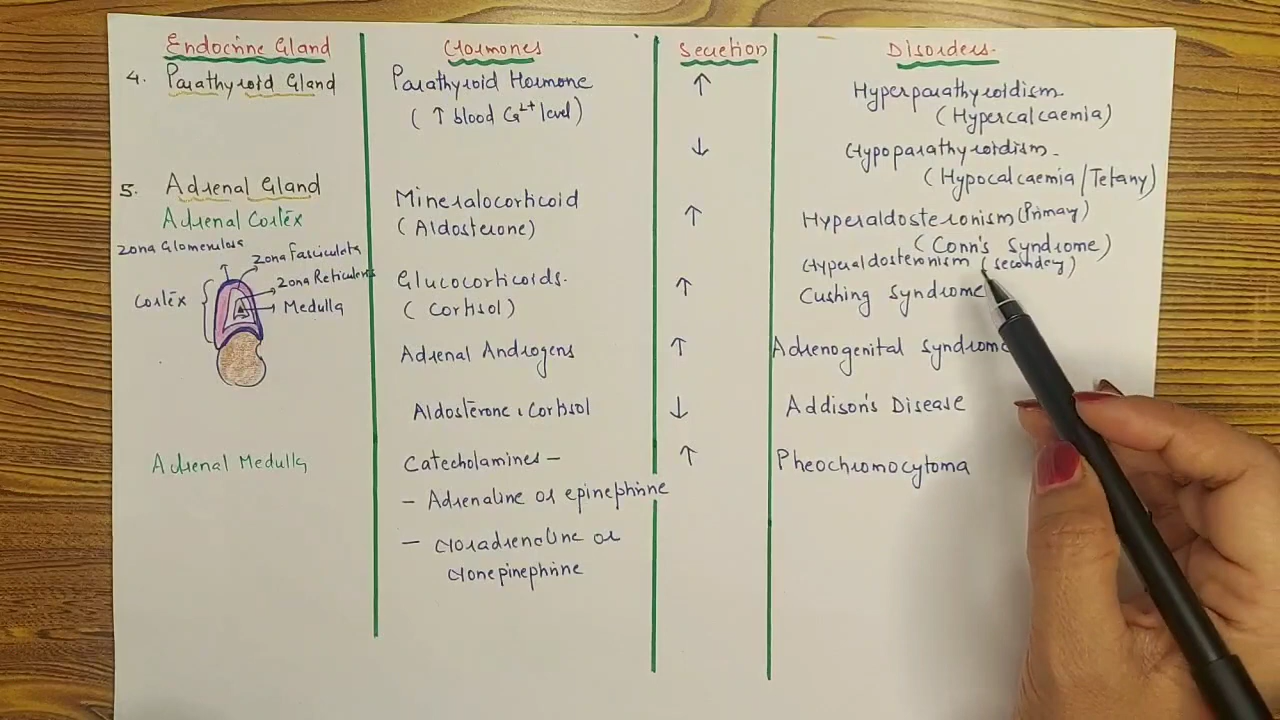 Endocrine Gland Hormones Secretion Disorders.
4. Parathyroid Gland Parathyroid Hormone ↑ Hyperparathyroidism.
(↑ blood Ca2+ level) (Hypercalcaemia)
↓ Hypoparathyroidism.
(Hypocalcaemia/Tetany)
5. Adrenal Gland Mineralocorticoid ↑ Hyperaldosteronism (Primary)
Adrenal Cortex (Aldosterone) (Conn's Syndrome)
Hyperaldosteronism (Secondary)
Zona Glomerulosa
Zona Fasciculata
Zona Reticularis
Cortex
Medulla
Glucocorticoids. ↑ Cushing Syndrome
(Cortisol)
Adrenal Androgens ↑ Adrenogenital Syndrome
Aldosterone, Cortisol ↓ Addison's Disease
Adrenal Medulla Catecholamines – ↑ Pheochromocytoma
– Adrenaline or epinephrine
– Noradrenaline or
Nonepinephrine